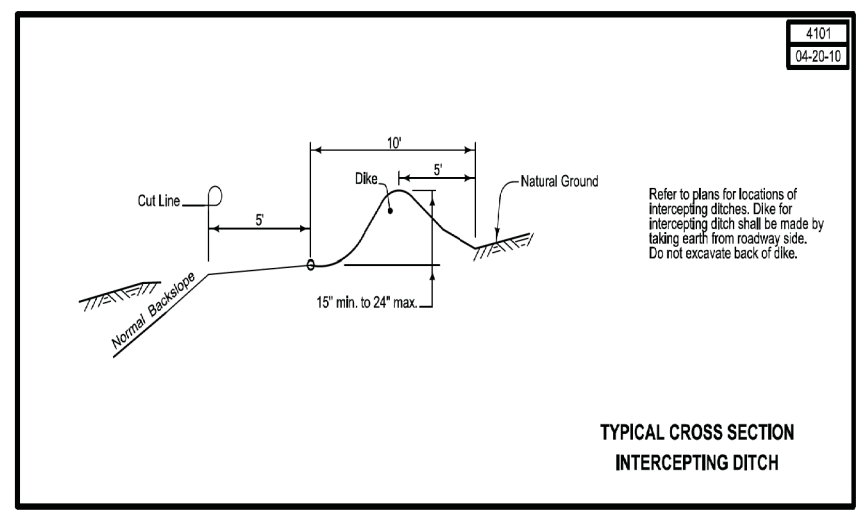 4101
04-20-10
10'
5'
Dike
Natural Ground
Cut Line
5'
Refer to plans for locations of
intercepting ditches. Dike for
intercepting ditch shall be made by
taking earth from roadway side.
Do not excavate back of dike.
15" min. to 24" max.
Normal Backslope
TYPICAL CROSS SECTION
INTERCEPTING DITCH